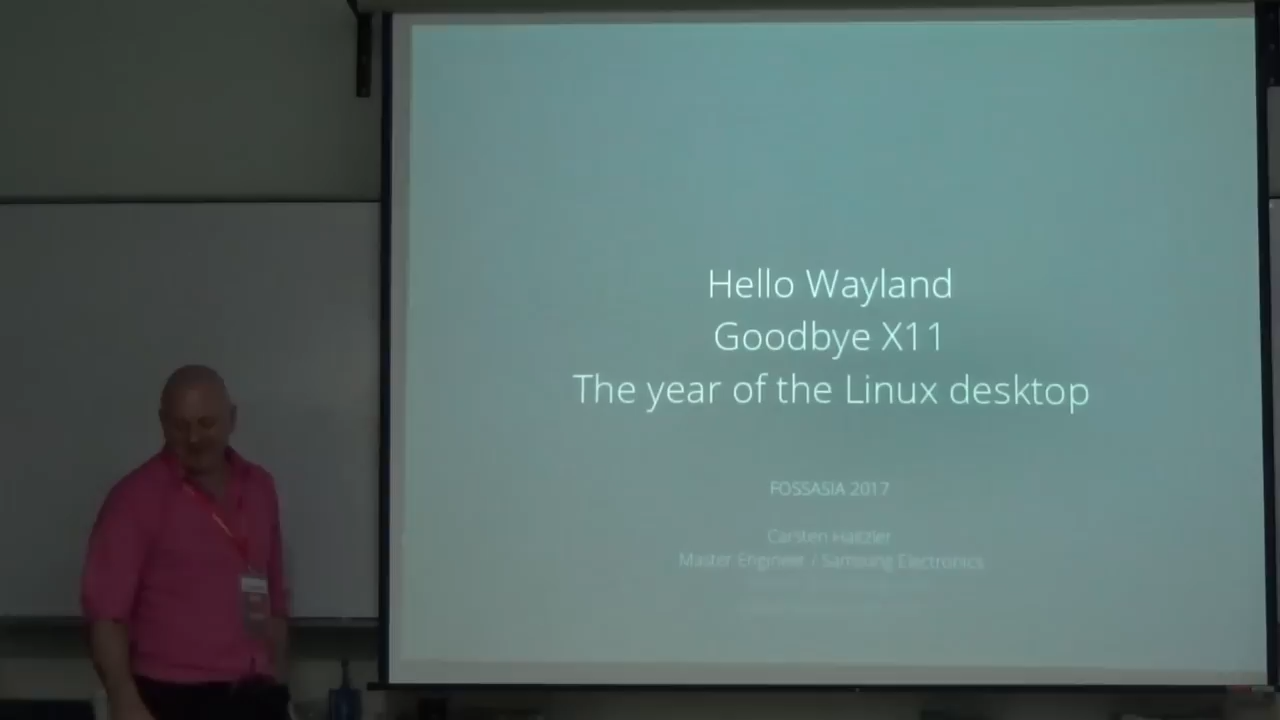 Hello Wayland
Goodbye X11
The year of the Linux desktop
FOSSASIA 2017
Carsten Haitzler
Master Engineer / Samsung Electronics